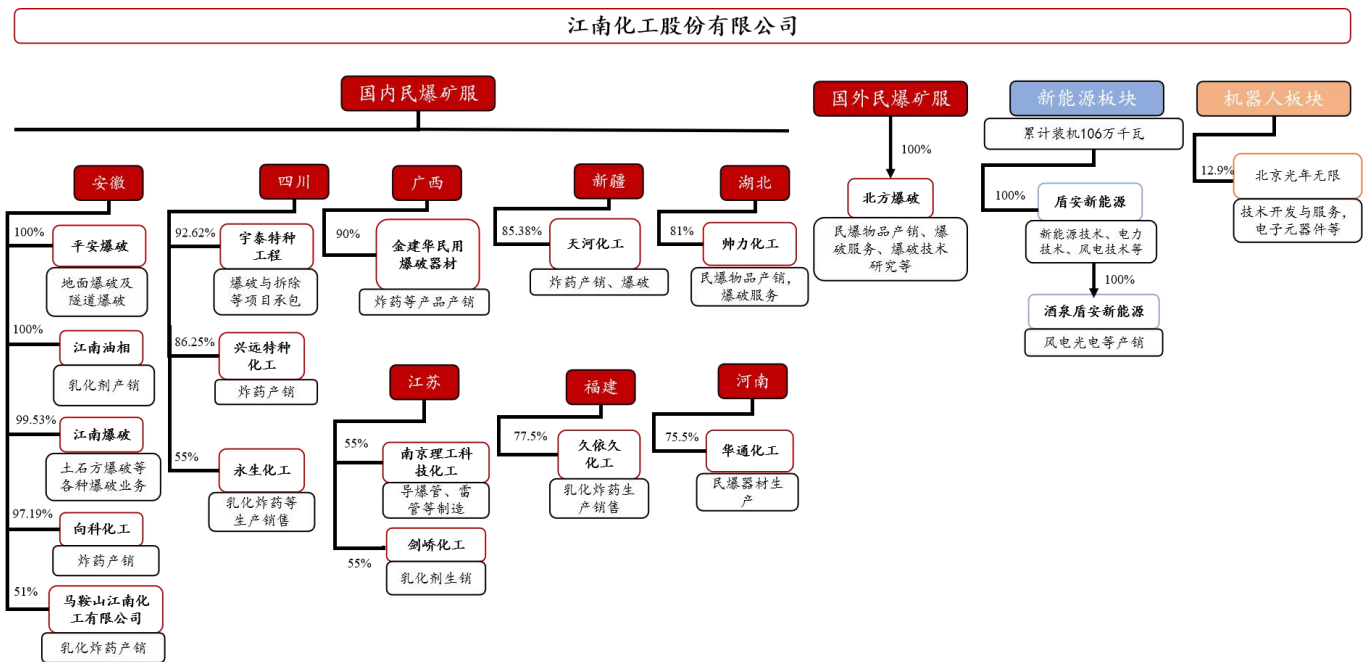 江南化工股份有限公司
国内民爆矿服
国外民爆矿服
新能源板块
机器人板块
累计装机106万千瓦
安徽
100%
平安爆破
地面爆破及
隧道爆破
100%
江南油相
乳化剂产销
99.53%
江南爆破
土石方爆破等
各种爆破业务
97.19%
向科化工
炸药产销
51%
马鞍山江南化
工有限公司
乳化炸药产销
四川
92.62%
宇泰特种
工程
爆破与拆除
等项目承包
86.25%
兴远特种
化工
炸药产销
55%
永生化工
乳化炸药等
生产销售
广西
90%
金建华民用
爆破器材
炸药等产品产销
新疆
85.38%
天河化工
炸药产销、爆破
湖北
81%
帅力化工
民爆物品产销，
爆破服务
江苏
55%
南京理工科
技化工
导爆管、雷
管等制造
55%
剑峤化工
乳化剂生销
福建
77.5%
久依久
化工
乳化炸药生
产销售
河南
75.5%
华通化工
民爆器材生
产
100%
北方爆破
民爆物品产销、爆
破服务、爆破技术
研究等
100%
盾安新能源
新能源技术、电力
技术、风电技术等
100%
酒泉盾安新能源
风电光电等产销
12.9%
北京光年无限
技术开发与服务，
电子元器件等